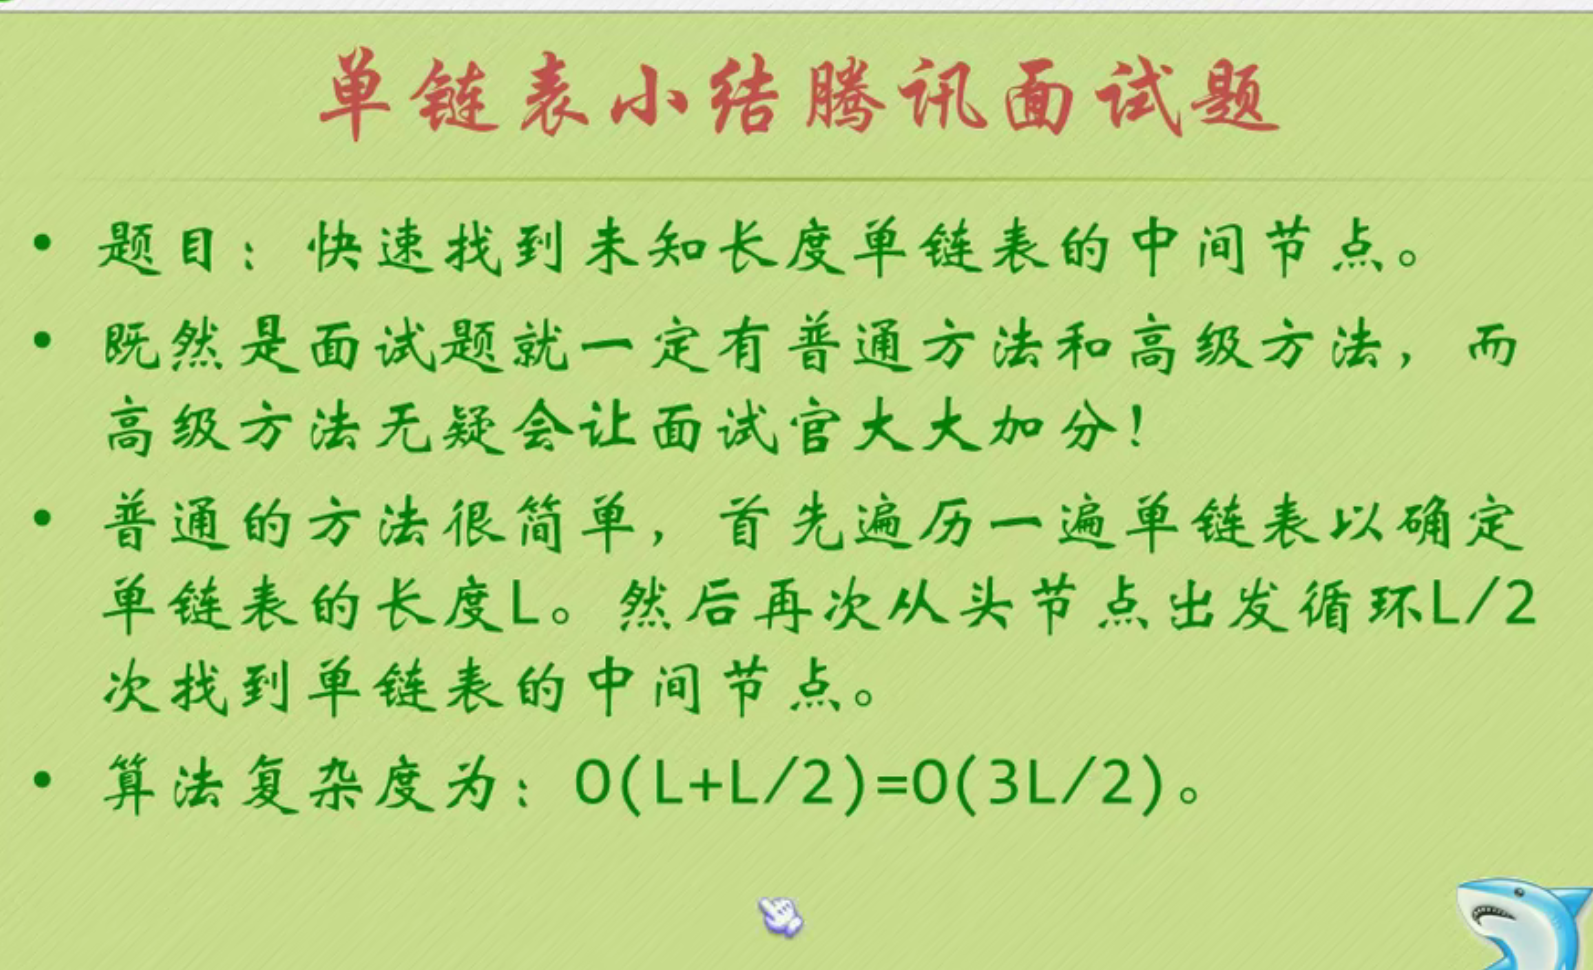 单链表小结腾讯面试题
• 题目：快速找到未知长度单链表的中间节点。
• 既然是面试题就一定有普通方法和高级方法，而
高级方法无疑会让面试官大大加分！
• 普通的方法很简单，首先遍历一遍单链表以确定
单链表的长度L。然后再次从头节点出发循环L/2
次找到单链表的中间节点。
• 算法复杂度为：O(L+L/2)=O(3L/2)。